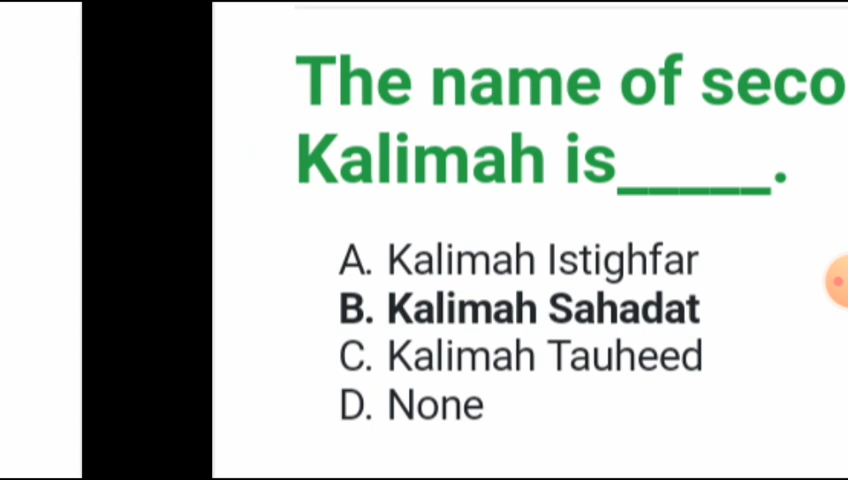 The name of seco
Kalimah is_____.
A. Kalimah Istighfar
B. Kalimah Sahadat
C. Kalimah Tauheed
D. None